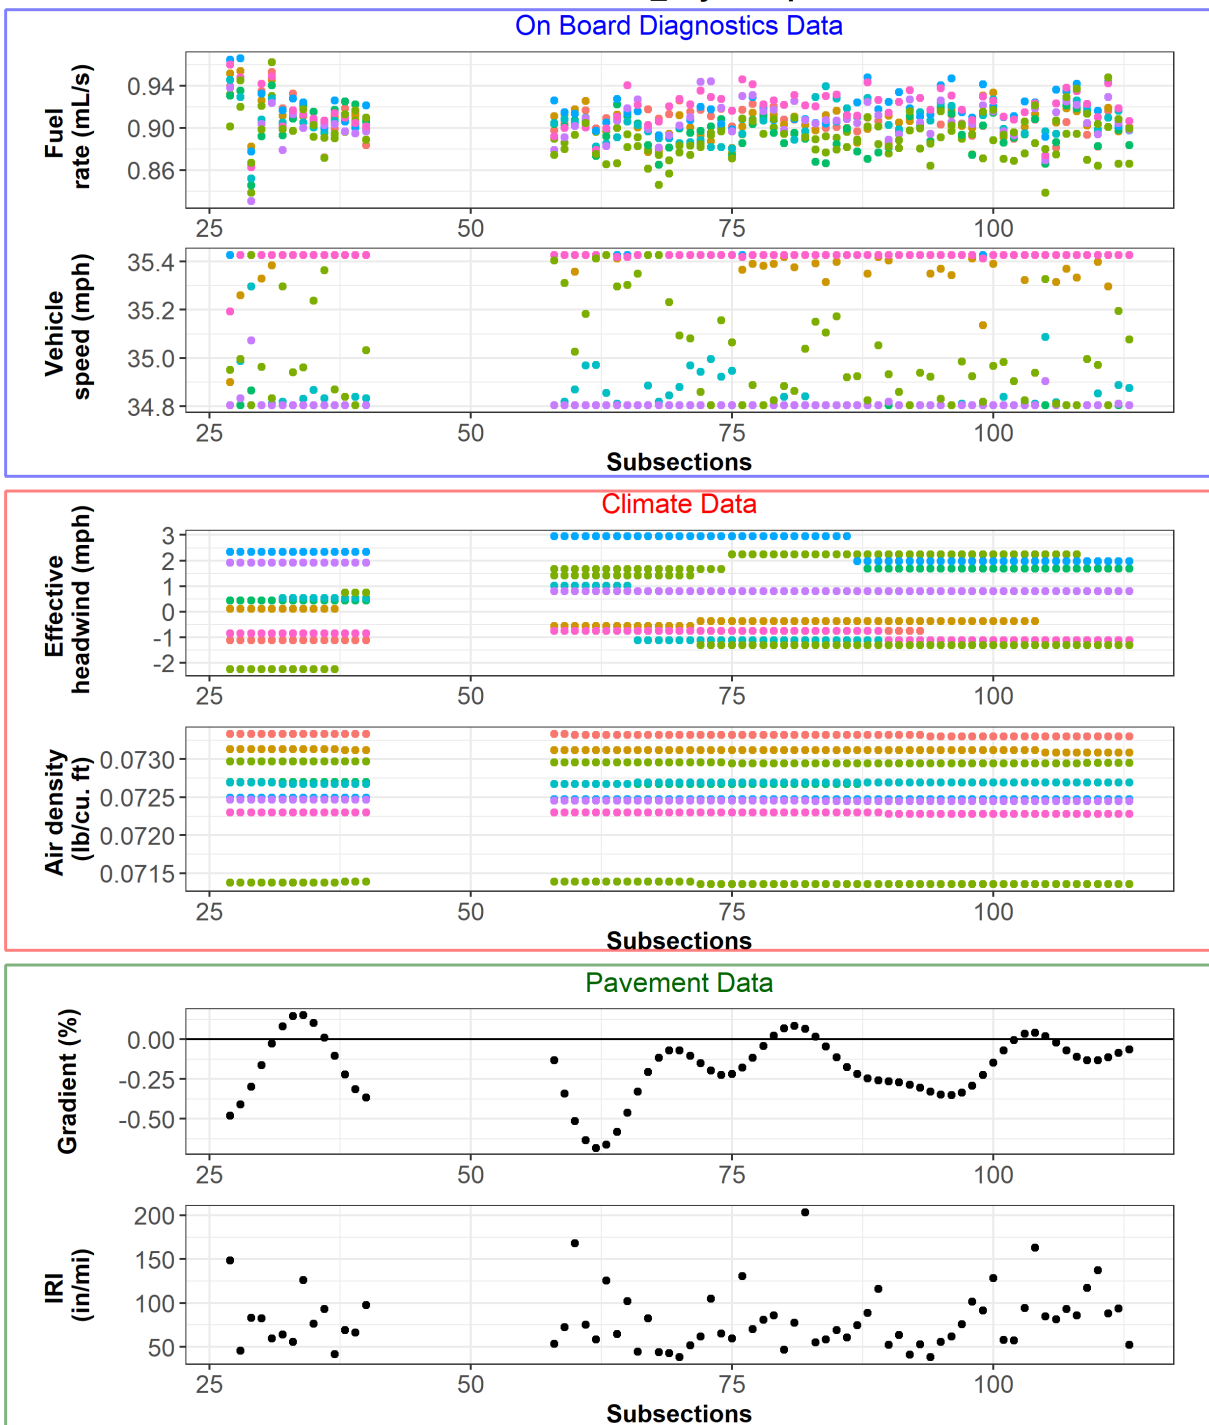 On Board Diagnostics Data
Fuel
rate (mL/s)
0.94
0.90
0.86
25 50 75 100
Vehicle
speed (mph)
35.4
35.2
35.0
34.8
25 50 75 100
Subsections
Climate Data
Effective
headwind (mph)
3
2
1
0
-1
-2
25 50 75 100
Air density
(lb/cu. ft)
0.0730
0.0725
0.0720
0.0715
25 50 75 100
Subsections
Pavement Data
Gradient (%)
0.00
-0.25
-0.50
25 50 75 100
IRI
(in/mi)
200
150
100
50
25 50 75 100
Subsections